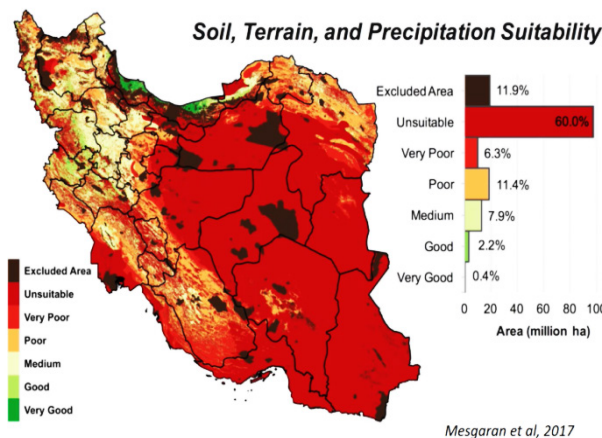 Soil, Terrain, and Precipitation Suitability
Excluded Area 11.9%
Unsuitable 60.0%
Very Poor 6.3%
Poor 11.4%
Medium 7.9%
Good 2.2%
Very Good 0.4%
0 20 40 60 80 100
Area (million ha)
Excluded Area
Unsuitable
Very Poor
Poor
Medium
Good
Very Good
Mesgaran et al, 2017